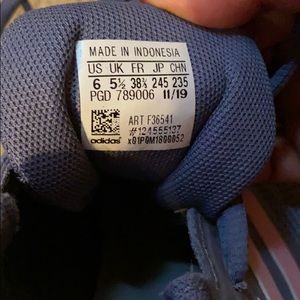 MADE IN INDONESIA
US UK FR JP CHN
6 5½ 38⅔ 245 235
PGD 789006 11/19
ART F36541
#124555137
adidas x01P0M1800052